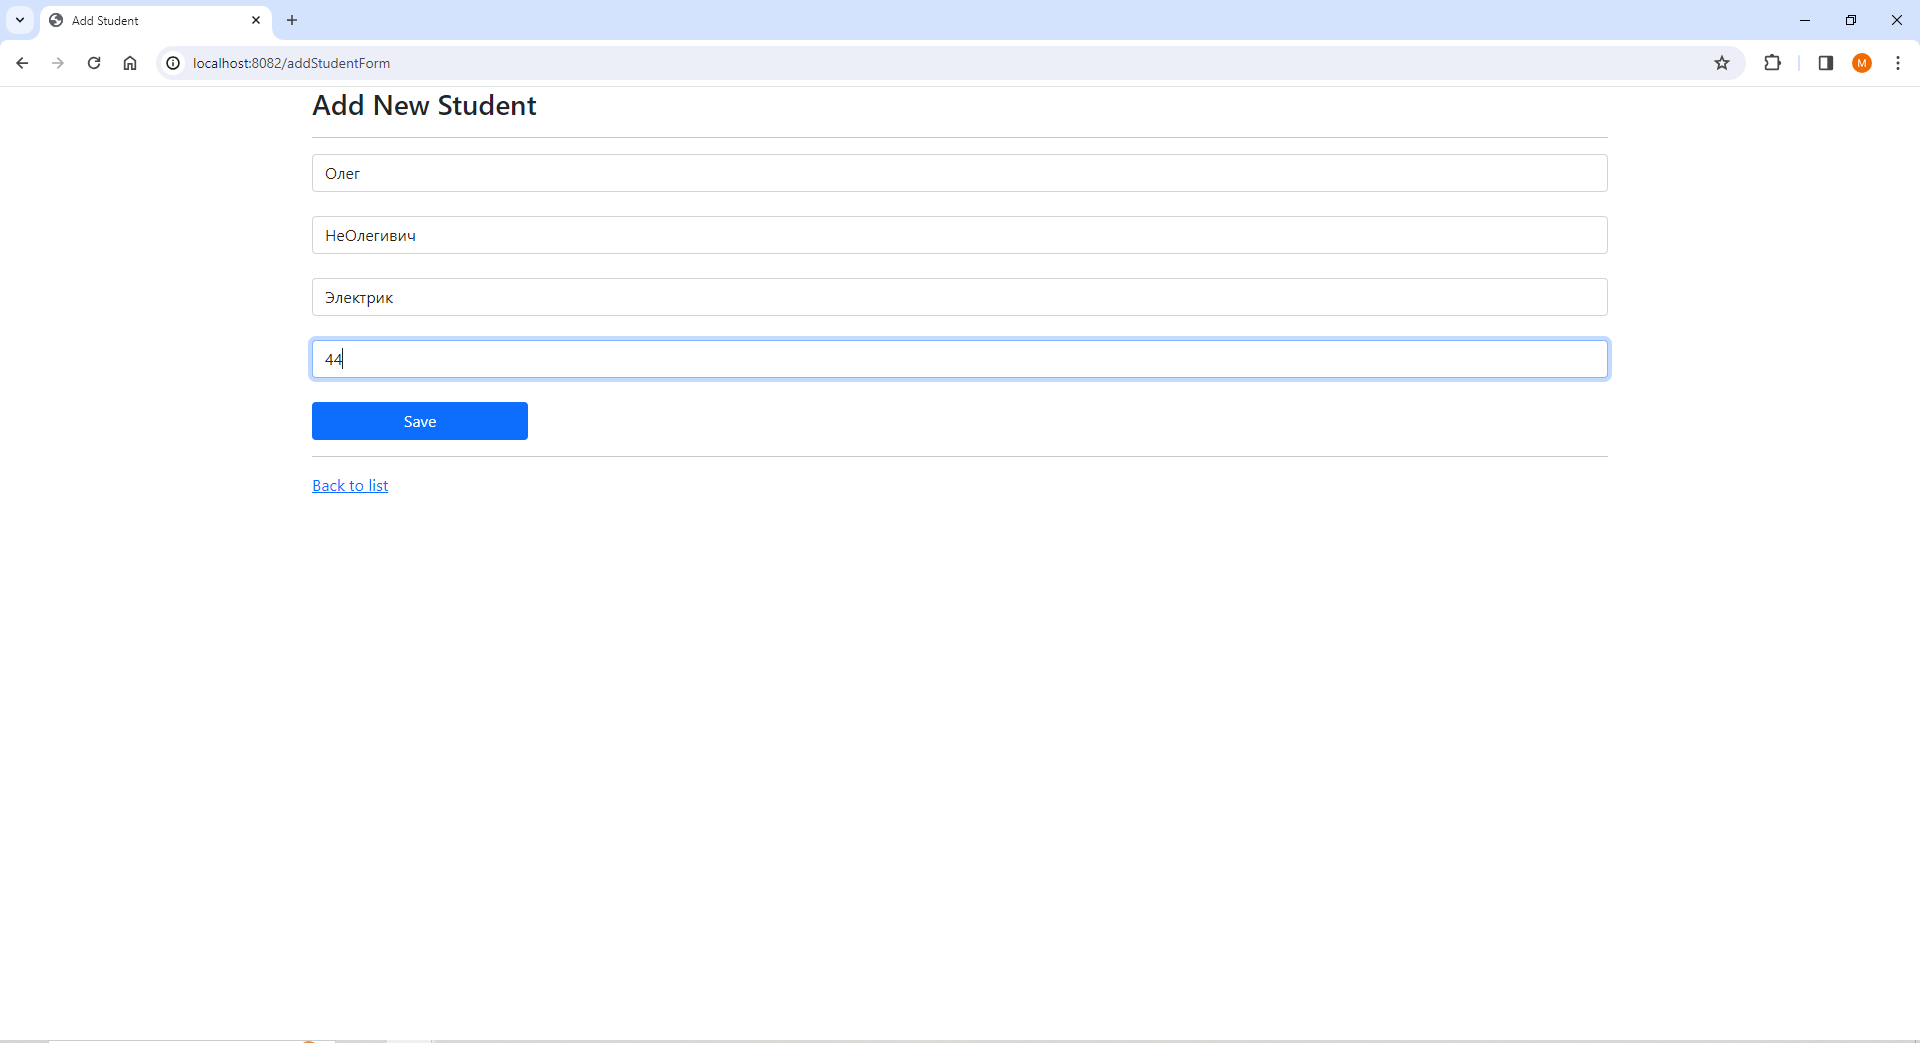 Add Student
localhost:8082/addStudentForm
M
Add New Student
Олег
НеОлегивич
Электрик
44
Save
Back to list